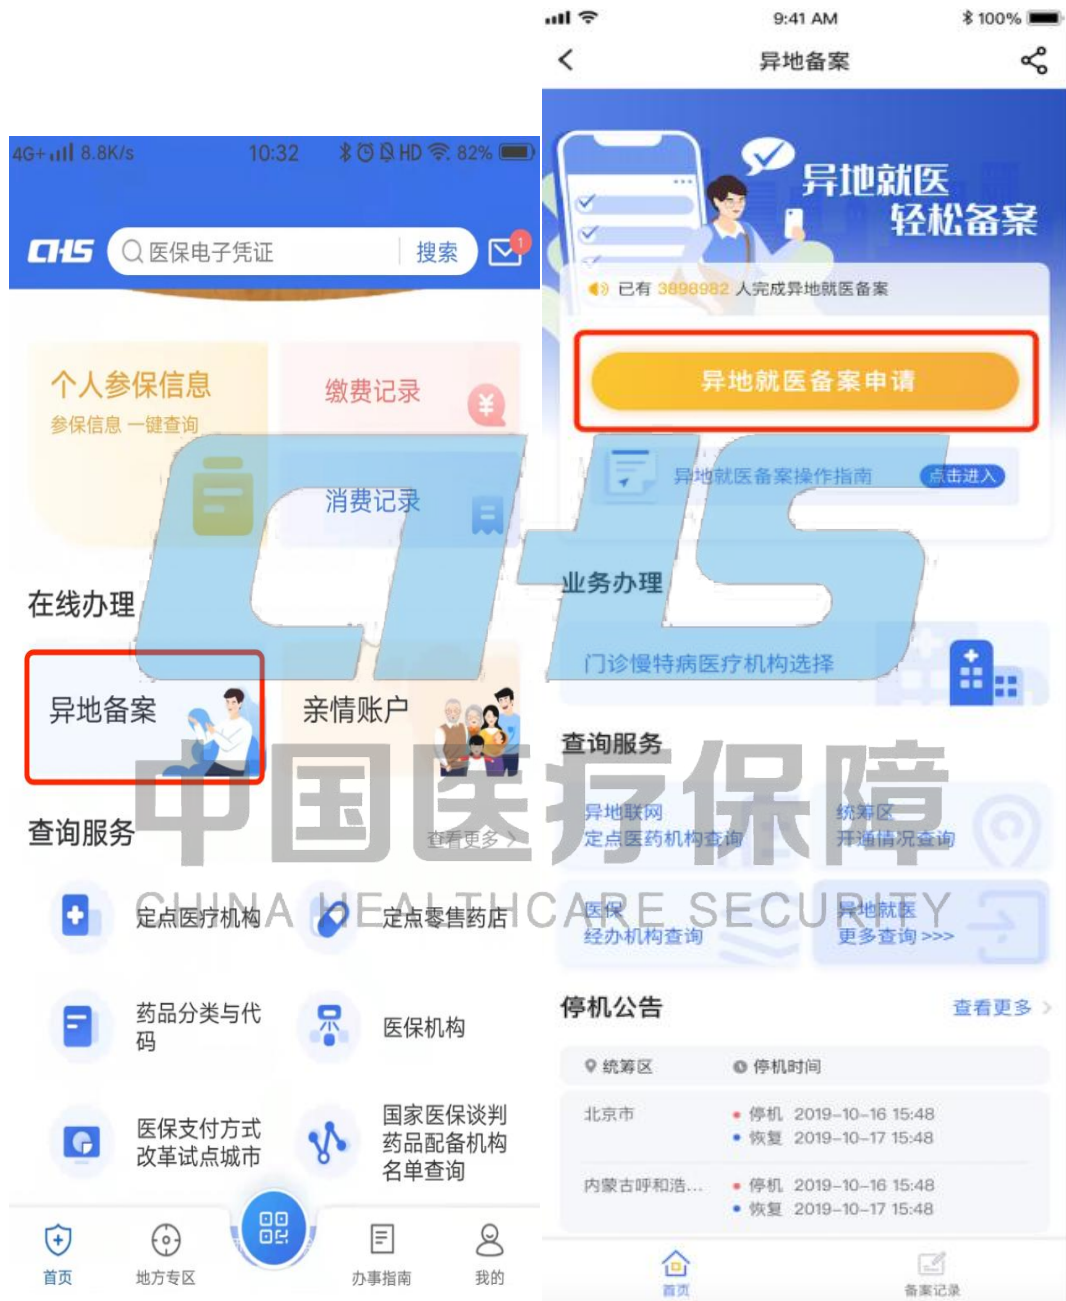 4G+ 8.8K/s 10:32 HD 82%
CHS
医保电子凭证
搜索
1
个人参保信息
参保信息 一键查询
缴费记录
消费记录
在线办理
异地备案
亲情账户
查询服务
查看更多 >
定点医疗机构
定点零售药店
药品分类与代
码
医保机构
医保支付方式
改革试点城市
国家医保谈判
药品配备机构
名单查询
首页
地方专区
办事指南
我的
9:41 AM 100%
异地备案
异地就医
轻松备案
已有 3898982 人完成异地就医备案
异地就医备案申请
异地就医备案操作指南
点击进入
业务办理
门诊慢特病医疗机构选择
查询服务
异地联网
定点医药机构查询
统筹区
开通情况查询
医保
经办机构查询
异地就医
更多查询 >>>
停机公告
查看更多 >
统筹区
停机时间
北京市
停机 2019-10-16 15:48
恢复 2019-10-17 15:48
内蒙古呼和浩...
停机 2019-10-16 15:48
恢复 2019-10-17 15:48
首页
备案记录
CHS
中国医疗保障
CHINA HEALTHCARE SECURITY